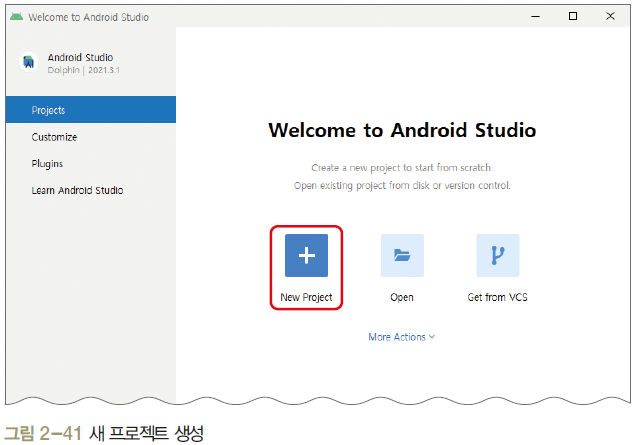 Welcome to Android Studio
Android Studio
Dolphin | 2021.3.1
Projects
Customize
Plugins
Learn Android Studio
Welcome to Android Studio
Create a new project to start from scratch.
Open existing project from disk or version control.
New Project
Open
Get from VCS
More Actions
그림 2-41 새 프로젝트 생성